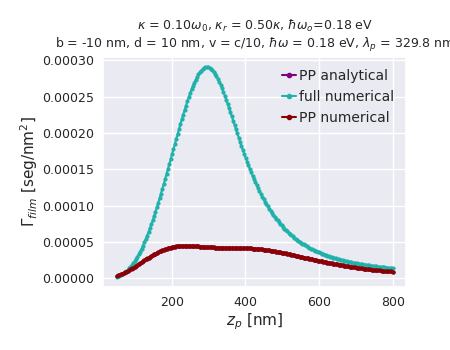 κ = 0.10ω₀, κᵣ = 0.50κ, ħωₒ=0.18 eV
b = -10 nm, d = 10 nm, v = c/10, ħω = 0.18 eV, λₚ = 329.8 nm
0.00030
0.00025
0.00020
0.00015
0.00010
0.00005
0.00000
Γ_film [seg/nm²]
PP analytical
full numerical
PP numerical
200 400 600 800
zₚ [nm]